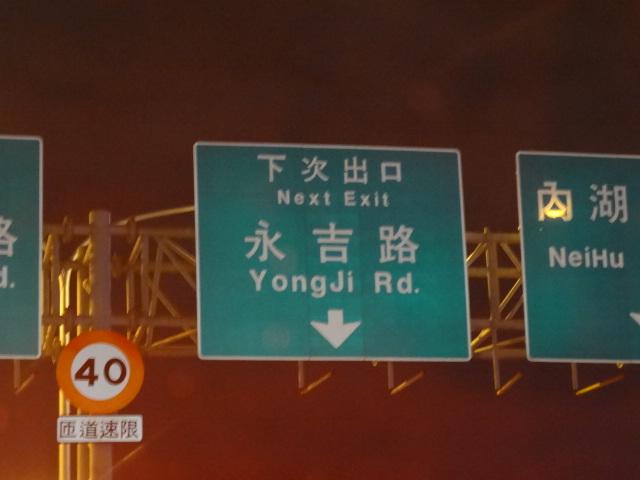 路
d.
下次出口
Next Exit
永吉路
YongJi Rd.
內湖
NeiHu
40
匝道速限